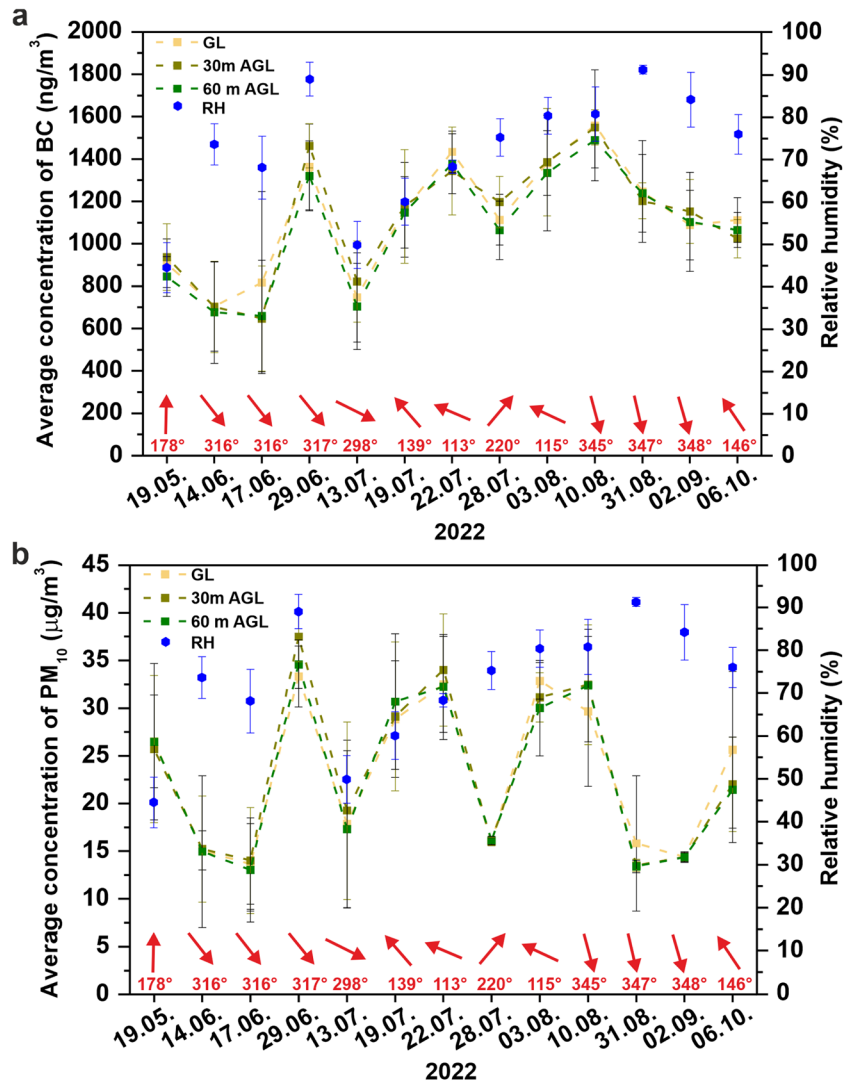 a
2000
1800
1600
1400
1200
1000
800
600
400
200
0
Average concentration of BC (ng/m³)
GL
30m AGL
60 m AGL
RH
100
90
80
70
60
50
40
30
20
10
0
Relative humidity (%)
178° 316° 316° 317° 298° 139° 113° 220° 115° 345° 347° 348° 146°
19.05. 14.06. 17.06. 29.06. 13.07. 19.07. 22.07. 28.07. 03.08. 10.08. 31.08. 02.09. 06.10.
2022
b
45
40
35
30
25
20
15
10
5
0
Average concentration of PM₁₀ (µg/m³)
GL
30m AGL
60 m AGL
RH
100
90
80
70
60
50
40
30
20
10
0
Relative humidity (%)
178° 316° 316° 317° 298° 139° 113° 220° 115° 345° 347° 348° 146°
19.05. 14.06. 17.06. 29.06. 13.07. 19.07. 22.07. 28.07. 03.08. 10.08. 31.08. 02.09. 06.10.
2022